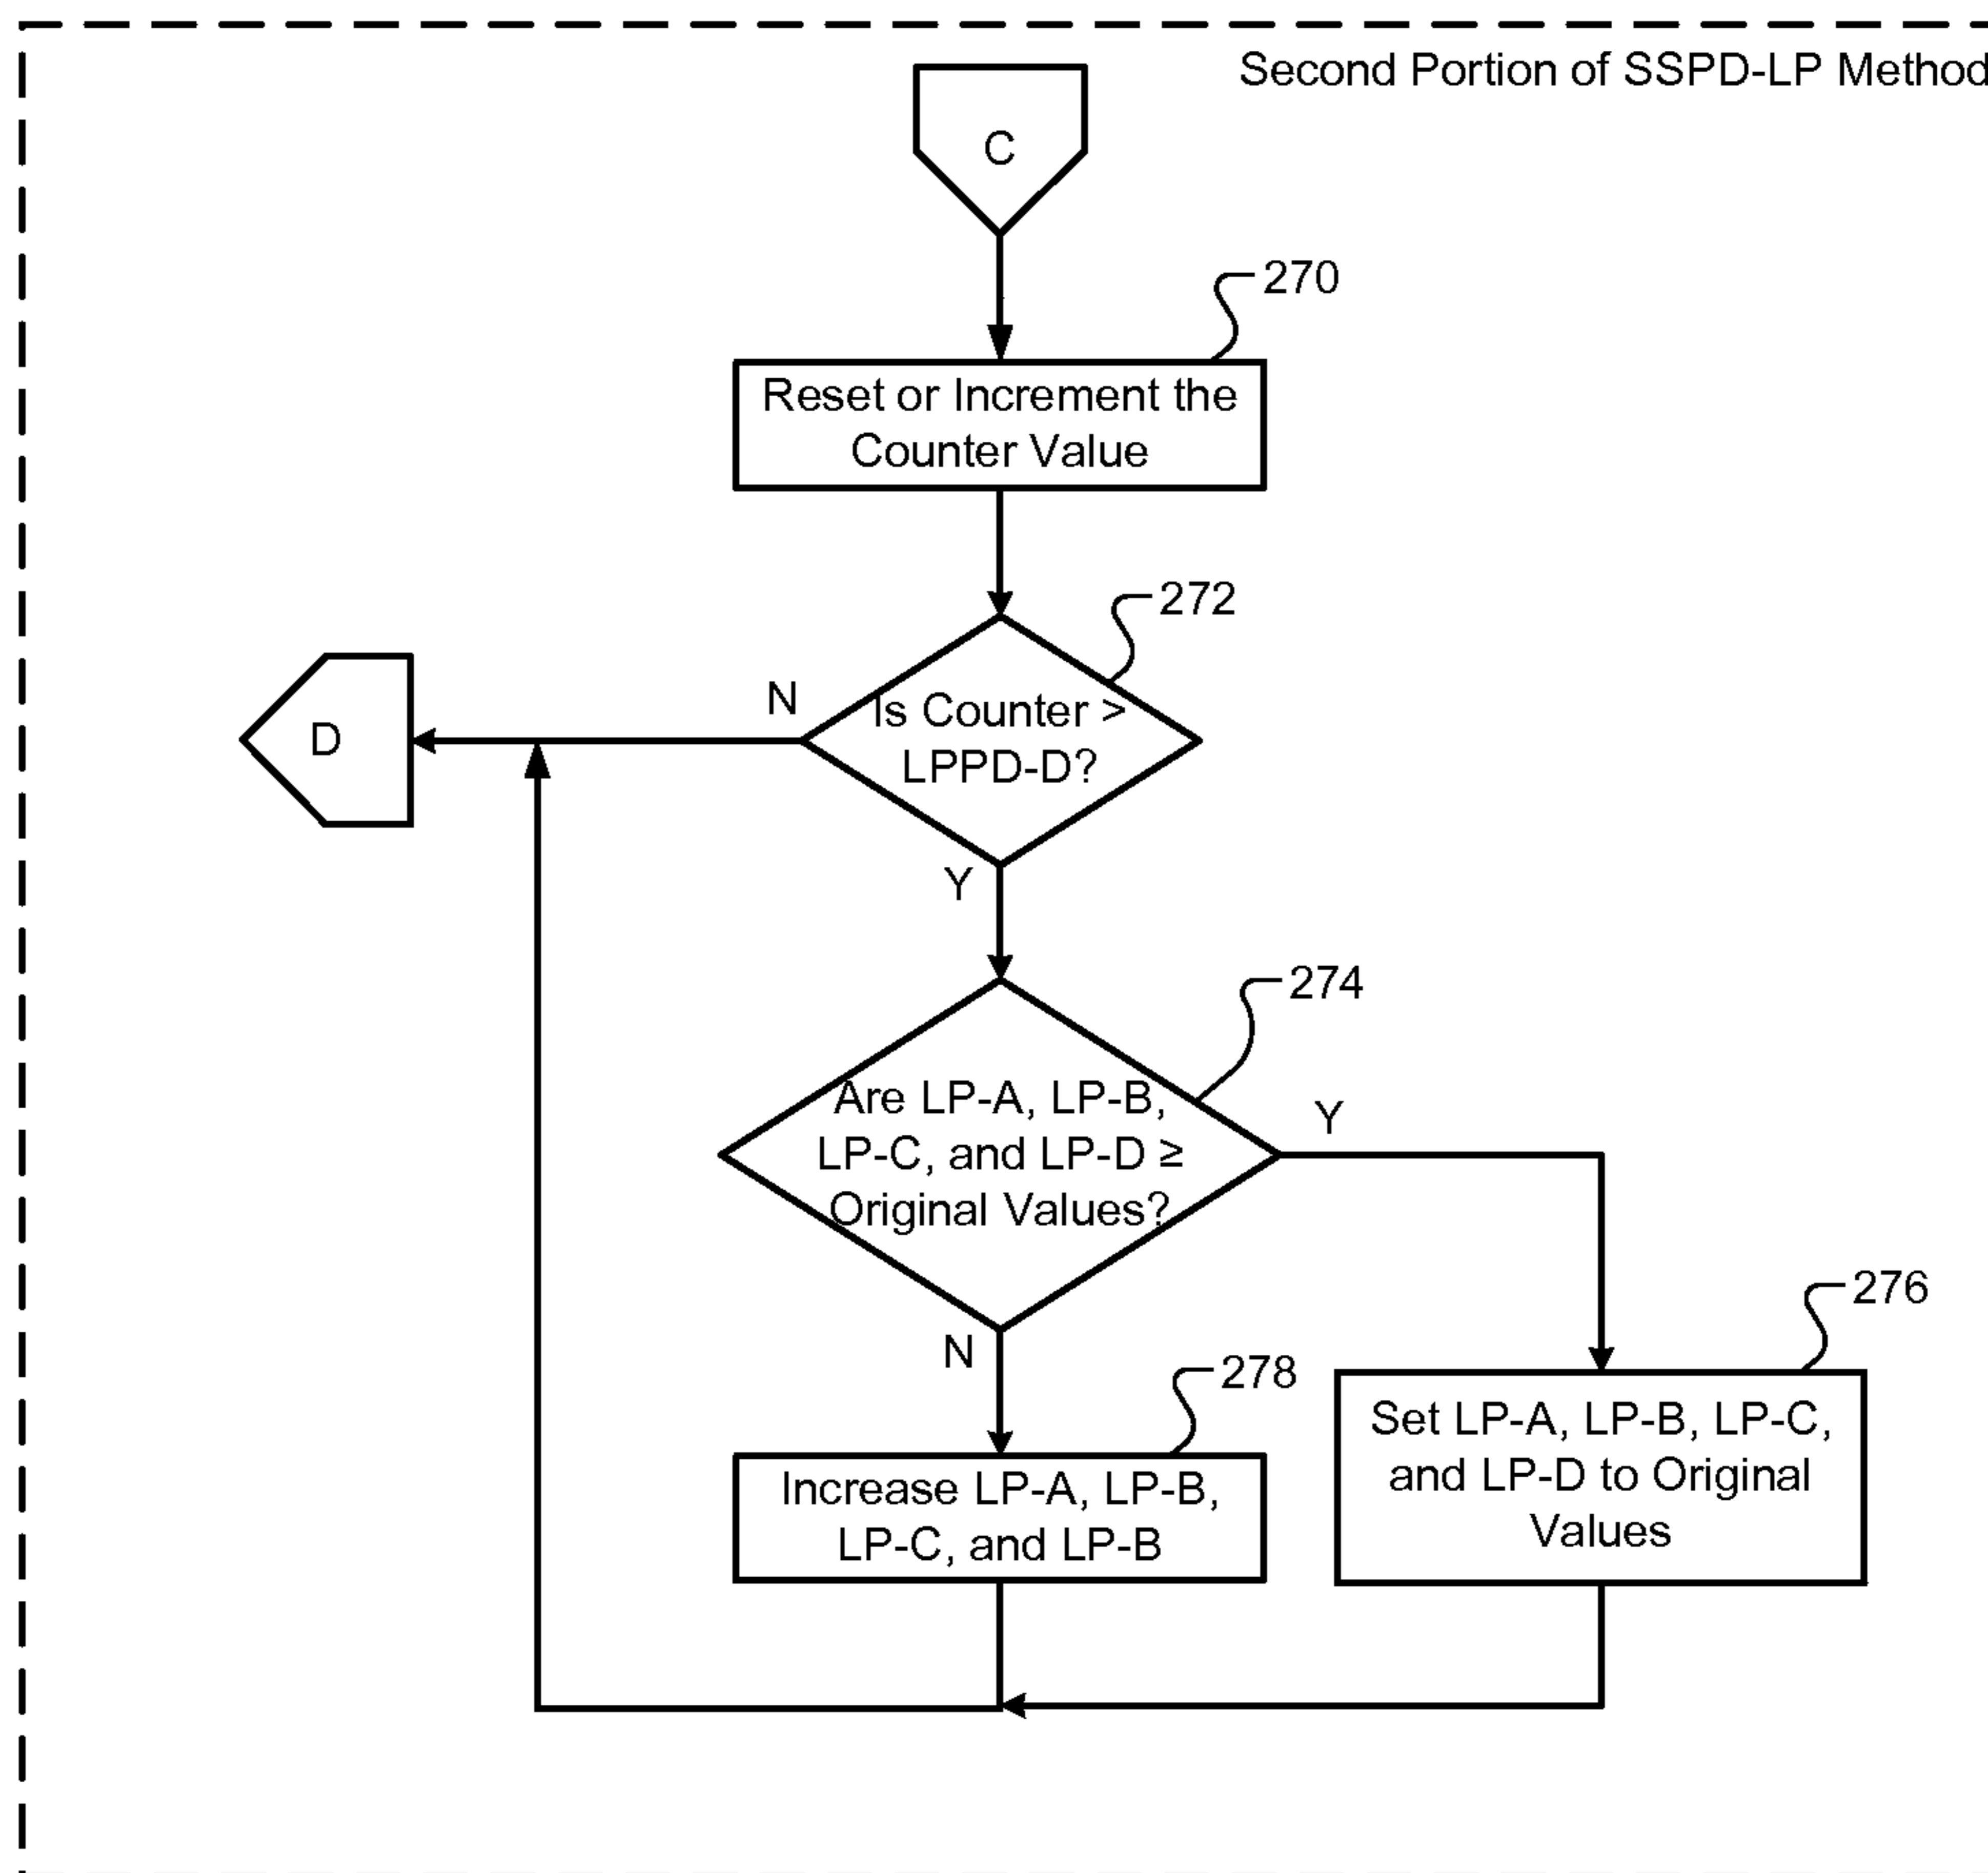 Second Portion of SSPD-LP Method
C
270
Reset or Increment the
Counter Value
272
N
Is Counter >
LPPD-D?
D
Y
274
Are LP-A, LP-B,
LP-C, and LP-D ≥
Original Values?
Y
276
N
278
Set LP-A, LP-B, LP-C,
and LP-D to Original
Values
Increase LP-A, LP-B,
LP-C, and LP-B